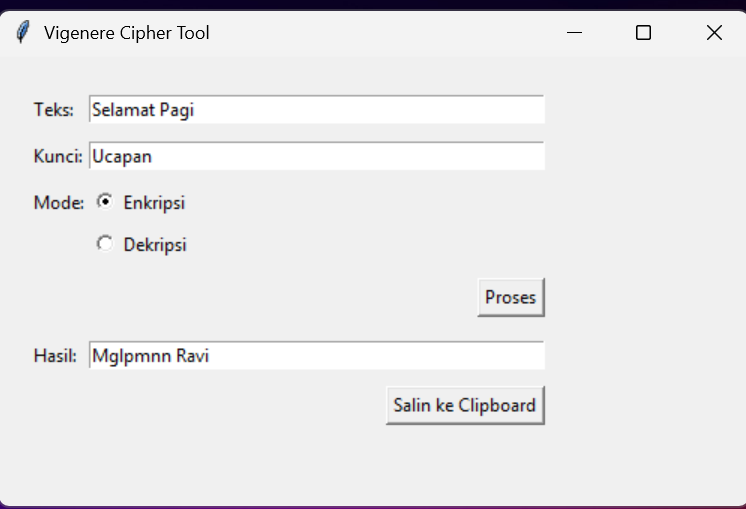 Vigenere Cipher Tool
Teks: Selamat Pagi
Kunci: Ucapan
Mode: Enkripsi
Dekripsi
Proses
Hasil: Mglpmnn Ravi
Salin ke Clipboard